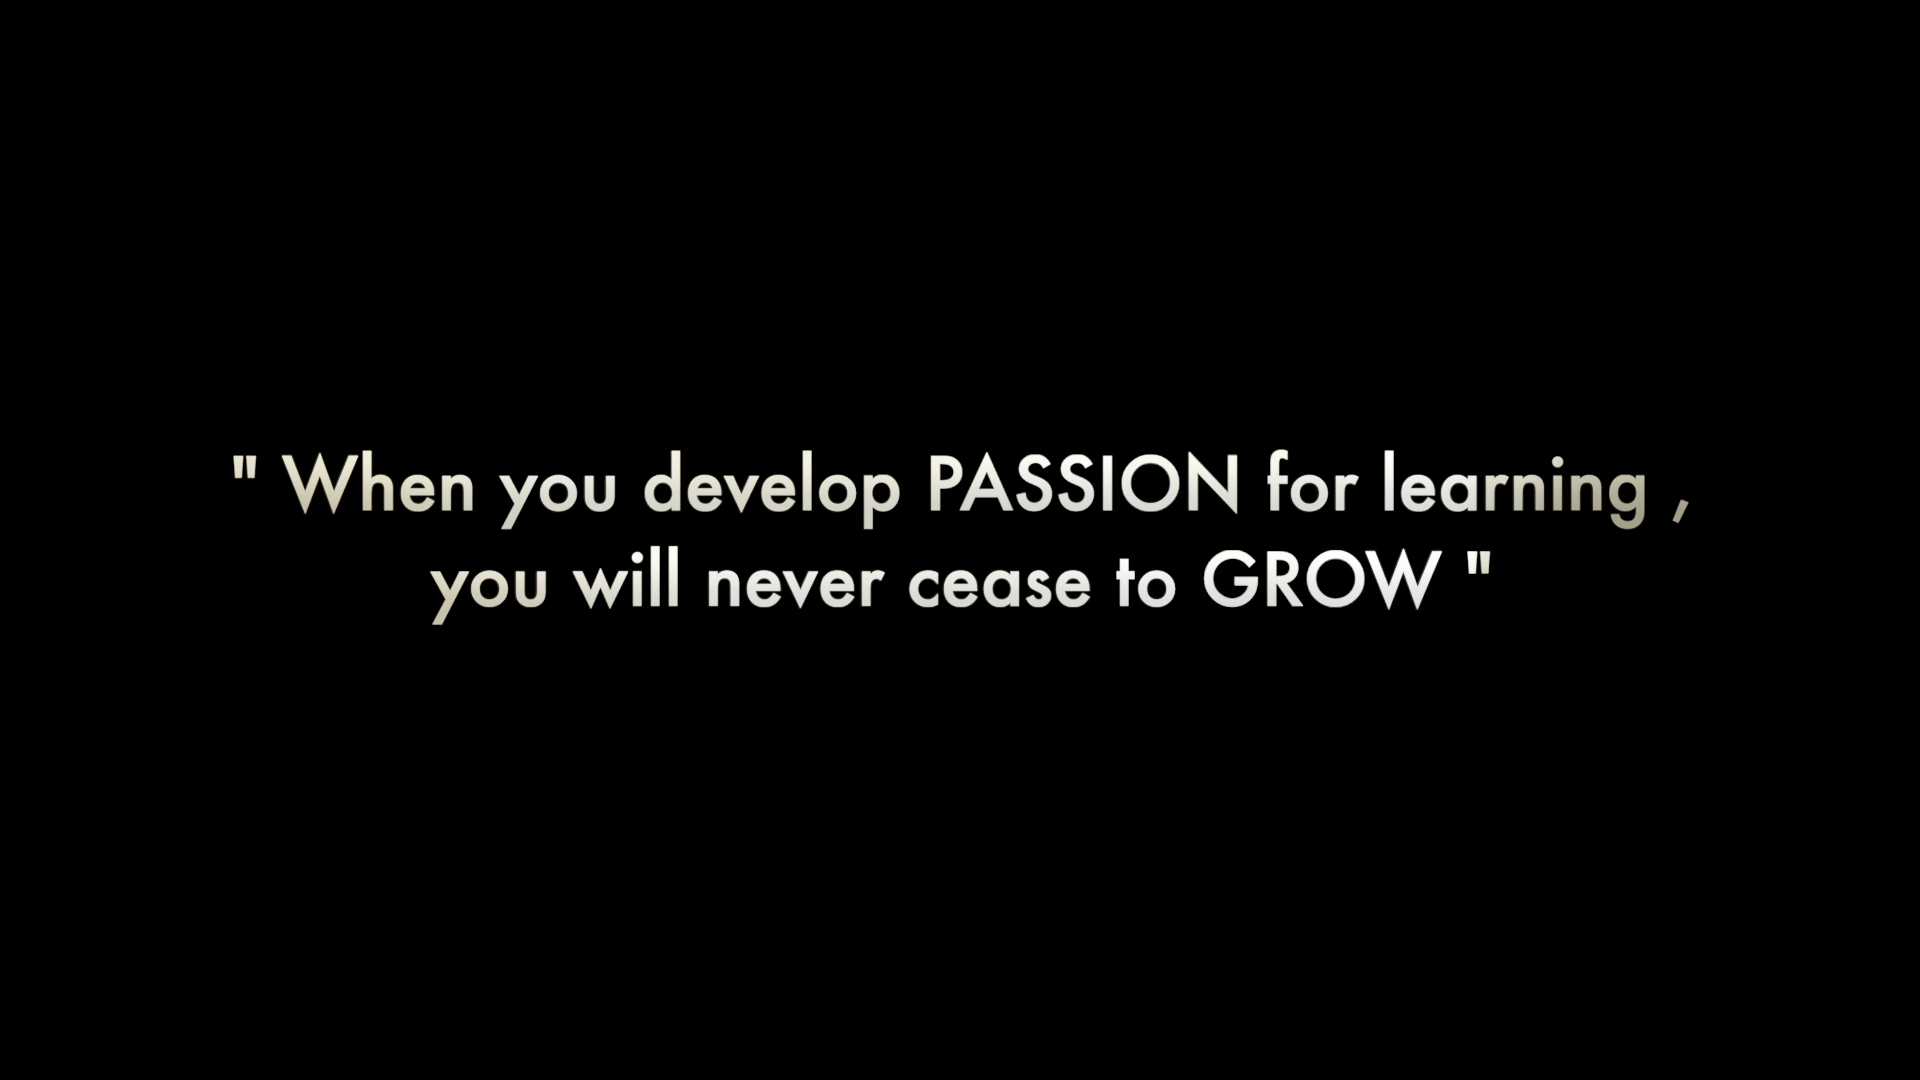 " When you develop PASSION for learning ,
you will never cease to GROW "